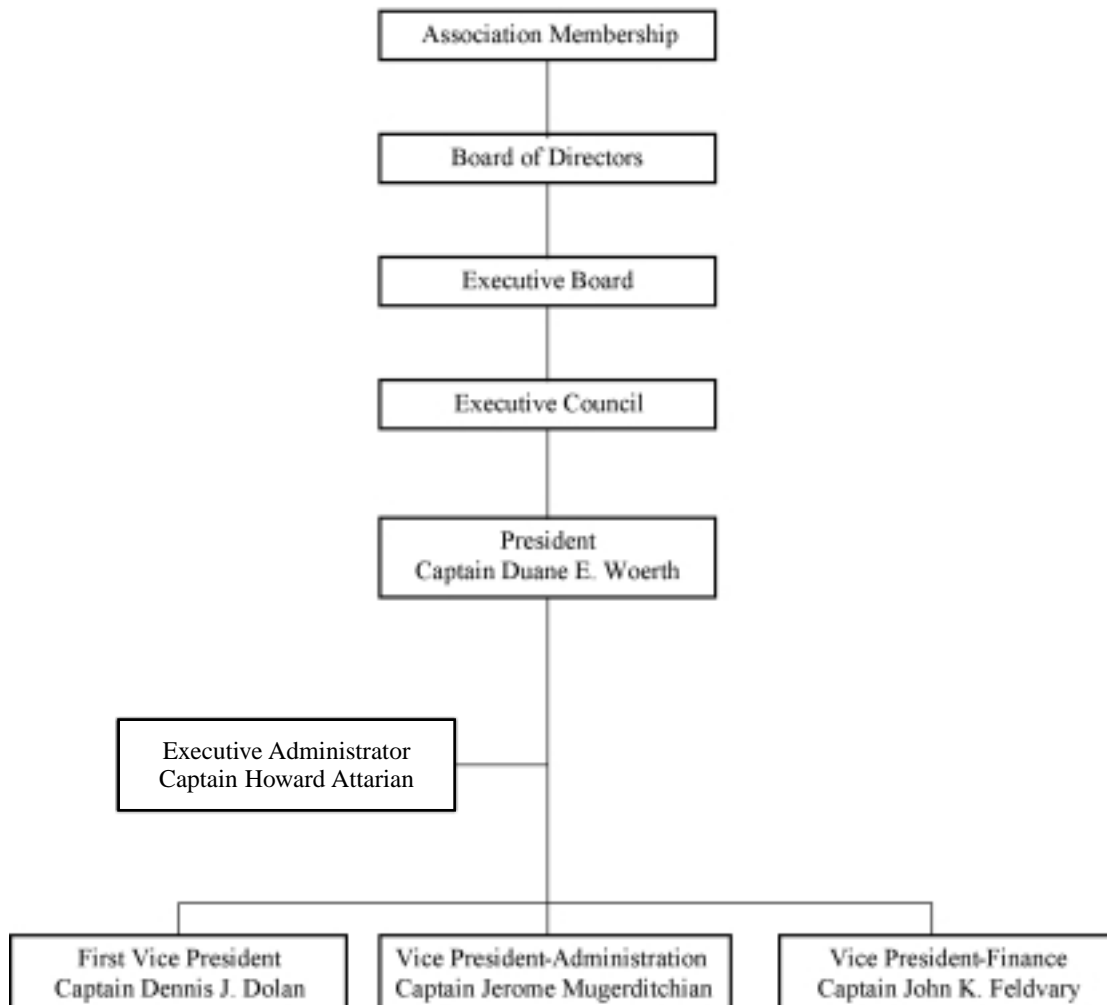 Association Membership
Board of Directors
Executive Board
Executive Council
President
Captain Duane E. Woerth
Executive Administrator
Captain Howard Attarian
First Vice President
Captain Dennis J. Dolan
Vice President-Administration
Captain Jerome Mugerditchian
Vice President-Finance
Captain John K. Feldvary